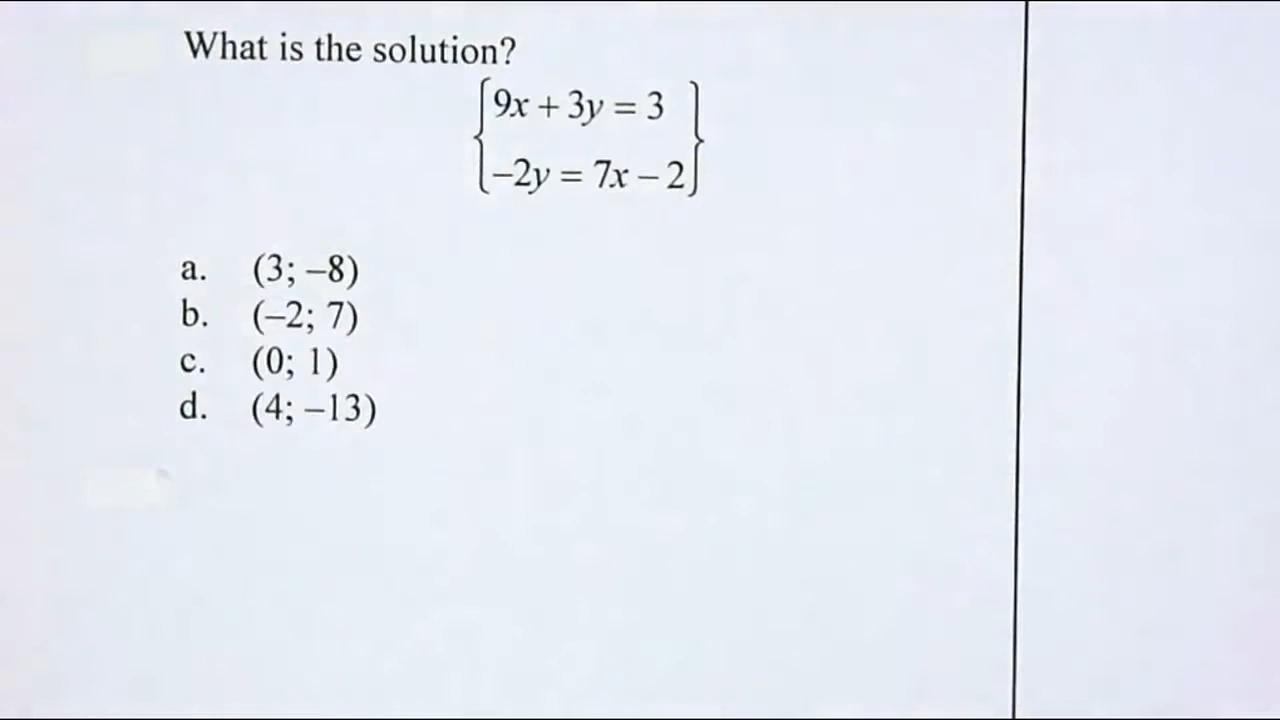 What is the solution?
9x + 3y = 3
–2y = 7x – 2
a. (3; –8)
b. (–2; 7)
c. (0; 1)
d. (4; –13)